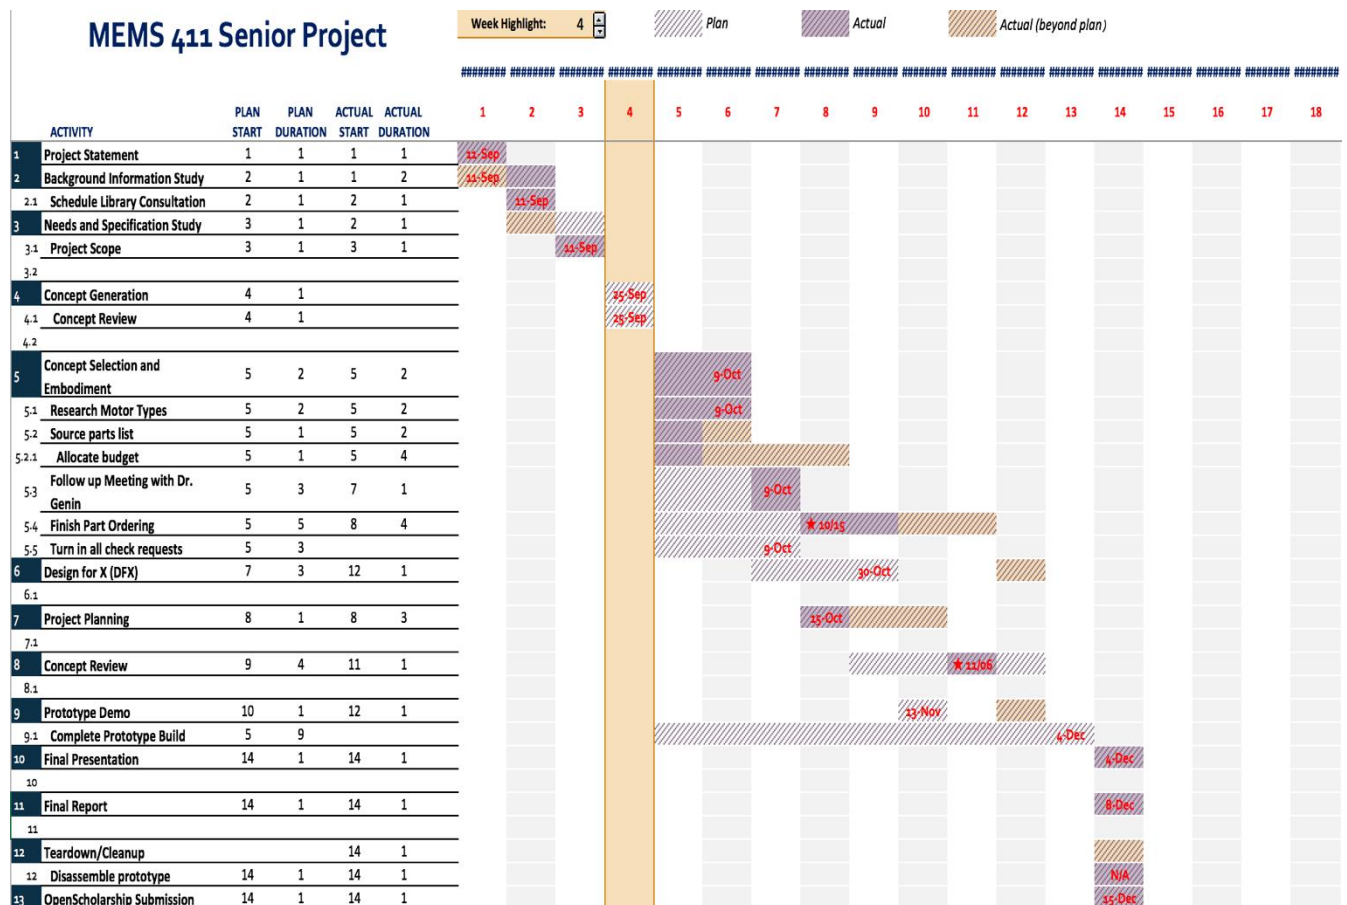 MEMS 411 Senior Project
Week Highlight: 4
Plan
Actual
Actual (beyond plan)
######## ######## ######## ######## ######## ######## ######## ######## ######## ######## ######## ######## ######## ######## ######## ######## ######## ########
PLAN PLAN ACTUAL ACTUAL
ACTIVITY START DURATION START DURATION
1 2 3 4 5 6 7 8 9 10 11 12 13 14 15 16 17 18
1 Project Statement 1 1 1 1 11-Sep
2 Background Information Study 2 1 1 2 11-Sep
2.1 Schedule Library Consultation 2 1 2 1 11-Sep
3 Needs and Specification Study 3 1 2 1
3.1 Project Scope 3 1 3 1 11-Sep
3.2
4 Concept Generation 4 1 25-Sep
4.1 Concept Review 4 1 25-Sep
4.2
5 Concept Selection and
Embodiment 5 2 5 2 9-Oct
5.1 Research Motor Types 5 2 5 2 9-Oct
5.2 Source parts list 5 1 5 2
5.2.1 Allocate budget 5 1 5 4
5.3 Follow up Meeting with Dr.
Genin 5 3 7 1 9-Oct
5.4 Finish Part Ordering 5 5 8 4 ★ 10/15
5.5 Turn in all check requests 5 3 9-Oct
6 Design for X (DFX) 7 3 12 1 30-Oct
6.1
7 Project Planning 8 1 8 3 15-Oct
7.1
8 Concept Review 9 4 11 1 ★ 11/06
8.1
9 Prototype Demo 10 1 12 1 13-Nov
9.1 Complete Prototype Build 5 9 4-Dec
10 Final Presentation 14 1 14 1 4-Dec
10
11 Final Report 14 1 14 1 8-Dec
11
12 Teardown/Cleanup 14 1
12 Disassemble prototype 14 1 14 1 N/A
13 OpenScholarship Submission 14 1 14 1 15-Dec